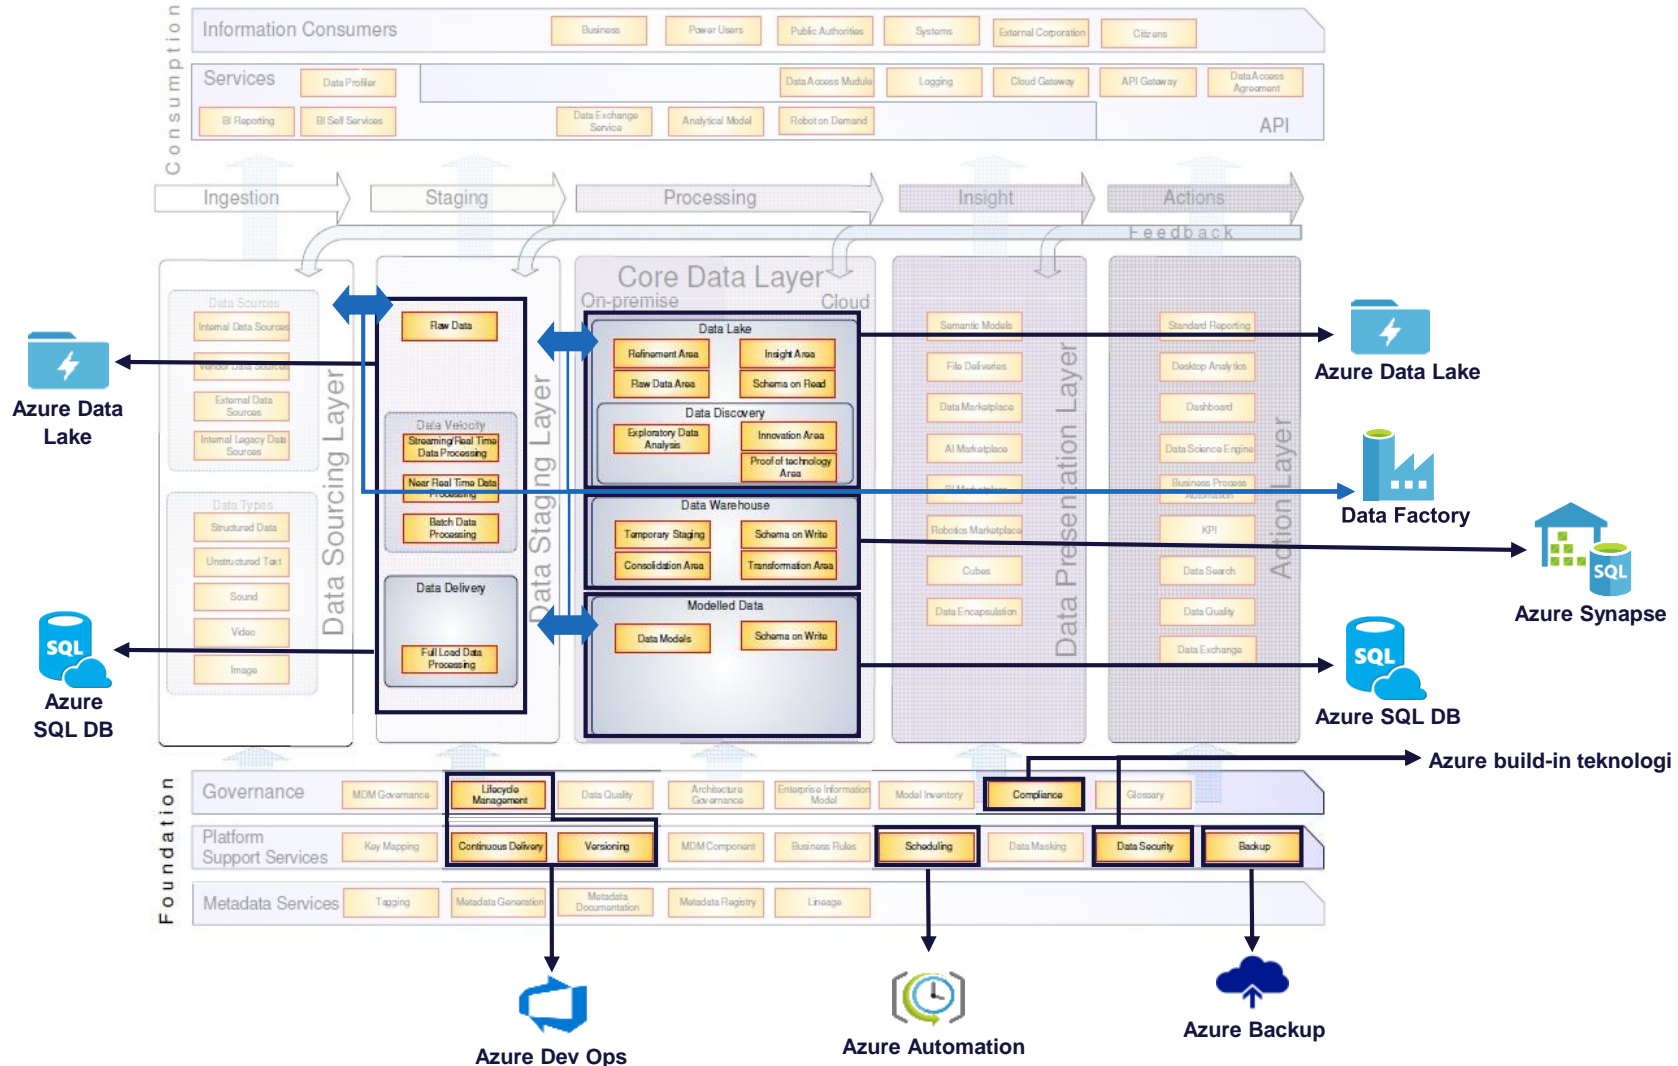 Consumption
Information Consumers
Business
Power Users
Public Authorities
Systems
External Corporation
Citizens
Services
Data Profiler
Data Access Module
Logging
Cloud Gateway
API Gateway
Data Access
Agreement
BI Reporting
BI Self Services
Data Exchange
Service
Analytical Model
Robot on Demand
API
Ingestion
Staging
Processing
Insight
Actions
Feedback
Data Sourcing Layer
Data Sources
Internal Data Sources
Vendor Data Sources
External Data
Sources
Internal Legacy Data
Sources
Data Types
Structured Data
Unstructured Text
Sound
Video
Image
Data Staging Layer
Raw Data
Data Velocity
Streaming/Real Time
Data Processing
Near Real Time Data
Processing
Batch Data
Processing
Data Delivery
Full Load Data
Processing
Core Data Layer
On-premise
Cloud
Data Lake
Refinement Area
Insight Area
Raw Data Area
Schema on Read
Data Discovery
Exploratory Data
Analysis
Innovation Area
Proof of technology
Area
Data Warehouse
Temporary Staging
Schema on Write
Consolidation Area
Transformation Area
Modelled Data
Data Models
Schema on Write
Data Presentation Layer
Semantic Models
File Deliveries
Data Marketplace
AI Marketplace
BI Marketplace
Robotics Marketplace
Cubes
Data Encapsulation
Action Layer
Standard Reporting
Desktop Analytics
Dashboard
Data Science Engine
Business Process
Automation
KPI
Data Search
Data Quality
Data Exchange
Azure Data
Lake
SQL
Azure
SQL DB
Azure Data Lake
Data Factory
SQL
Azure Synapse
SQL
Azure SQL DB
Azure build-in teknologi
Foundation
Governance
MDM Governance
Lifecycle
Management
Data Quality
Architecture
Governance
Enterprise Information
Model
Model Inventory
Compliance
Glossary
Platform
Support Services
Key Mapping
Continuous Delivery
Versioning
MDM Component
Business Rules
Scheduling
Data Masking
Data Security
Backup
Metadata Services
Tagging
Metadata Generation
Metadata
Documentation
Metadata Registry
Lineage
Azure Dev Ops
Azure Automation
Azure Backup